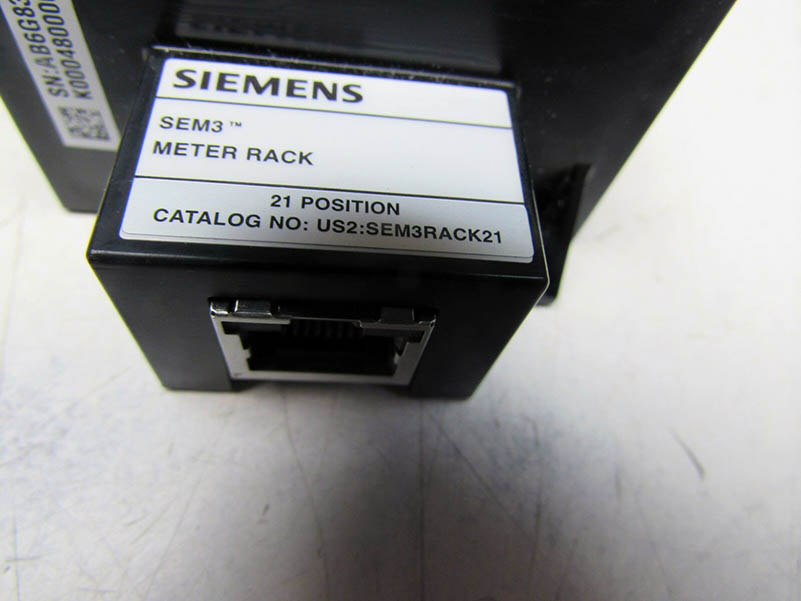 SIEMENS
SEM3™
METER RACK
21 POSITION
CATALOG NO: US2:SEM3RACK21